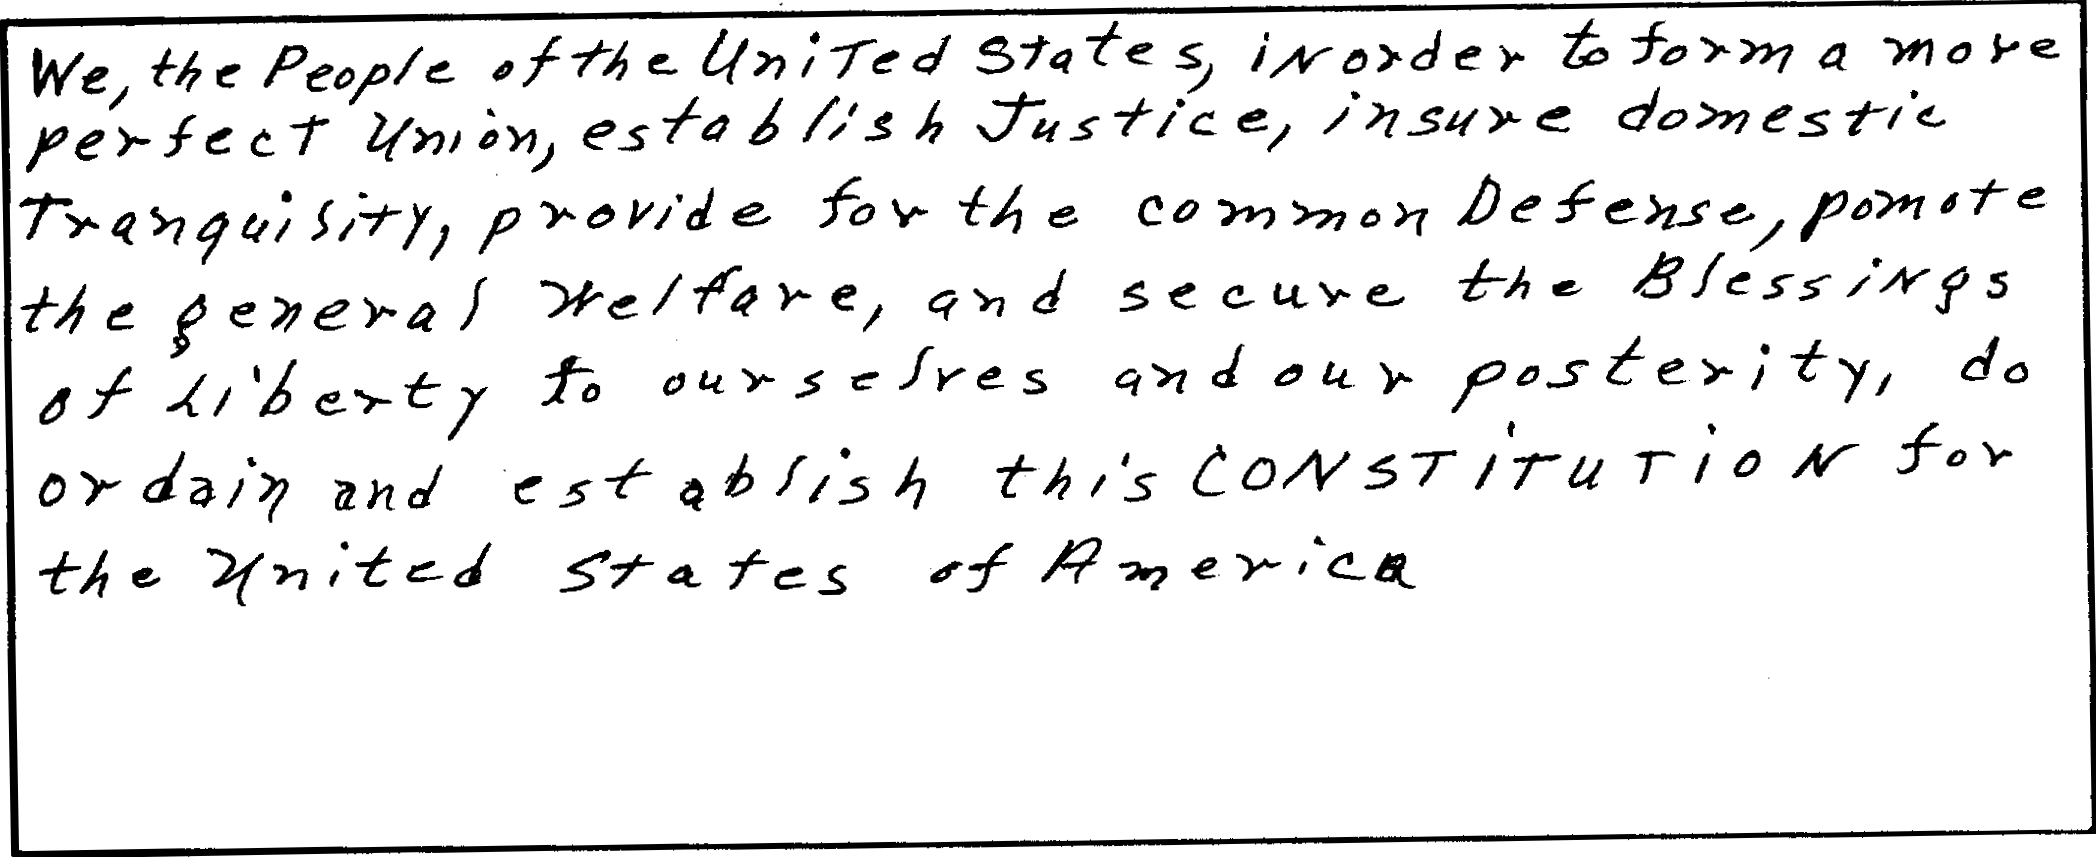 We, the People of the United States, in order to form a more
perfect Union, establish Justice, insure domestic
Tranquility, provide for the common Defense, pomote
the general Welfare, and secure the Blessings
of Liberty to ourselves and our posterity, do
ordain and establish this CONSTITUTION for
the United States of America